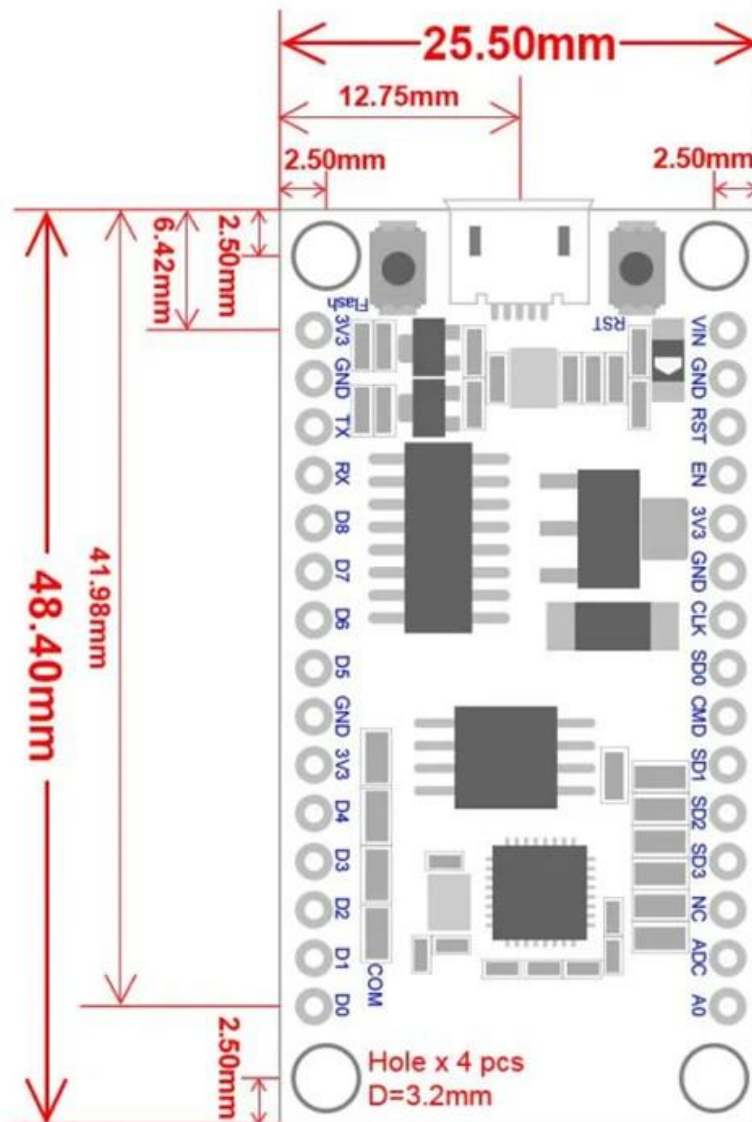 25.50mm
12.75mm
2.50mm
2.50mm
2.50mm
6.42mm
41.98mm
48.40mm
2.50mm
Flash
RST
3V3
GND
TX
RX
D8
D7
D6
D5
GND
3V3
D4
D3
D2
D1
D0
COM
VIN
GND
RST
EN
3V3
GND
CLK
SD0
CMD
SD1
SD2
SD3
NC
ADC
A0
Hole x 4 pcs
D=3.2mm